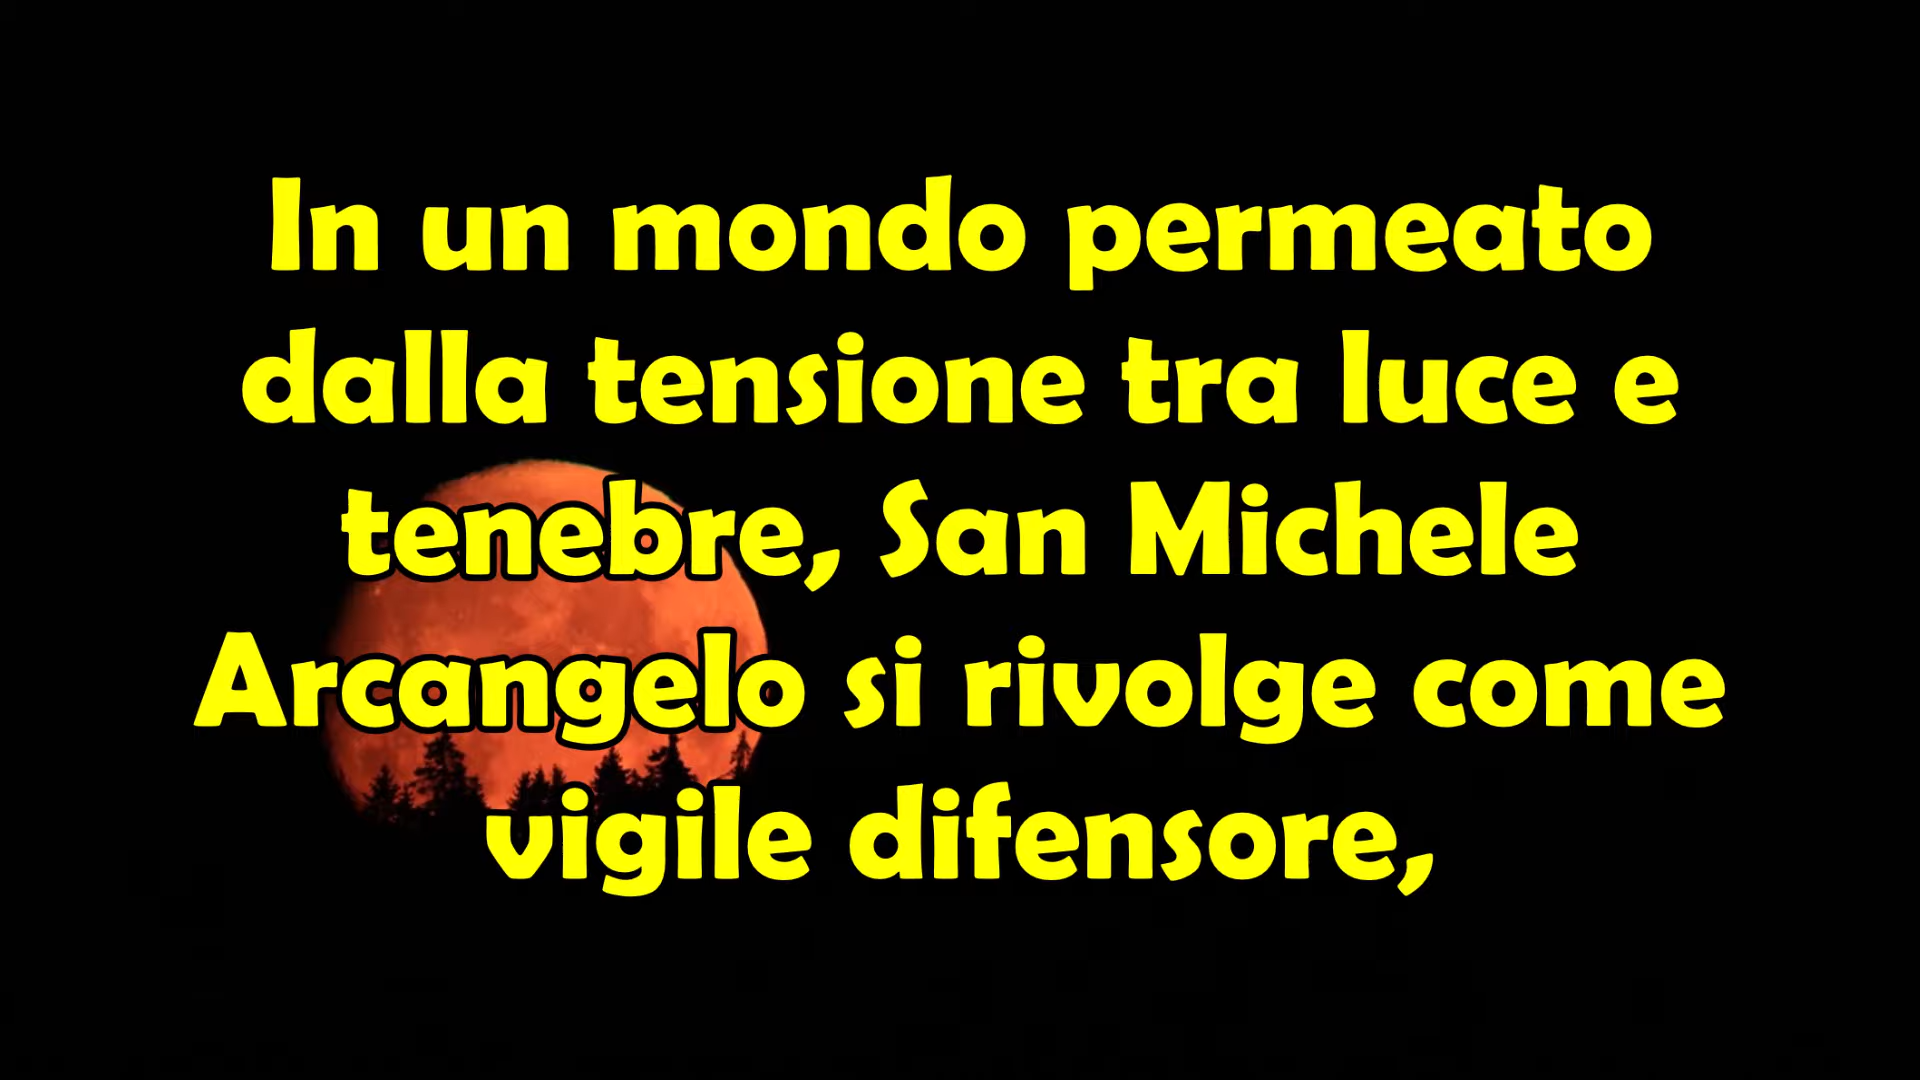 In un mondo permeato
dalla tensione tra luce e
tenebre, San Michele
Arcangelo si rivolge come
vigile difensore,